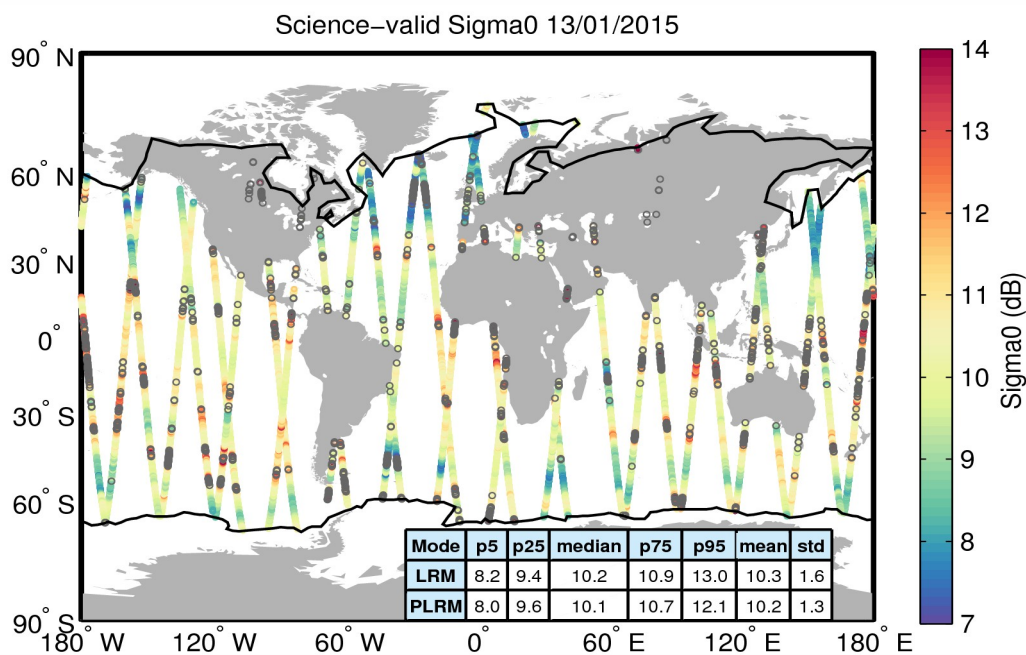 Science−valid Sigma0 13/01/2015
90° N
60° N
30° N
0°
30° S
60° S
90° S
180° W
120° W
60° W
0°
60° E
120° E
180° E
14
13
12
11
10
9
8
7
Sigma0 (dB)
Mode p5 p25 median p75 p95 mean std
LRM 8.2 9.4 10.2 10.9 13.0 10.3 1.6
PLRM 8.0 9.6 10.1 10.7 12.1 10.2 1.3